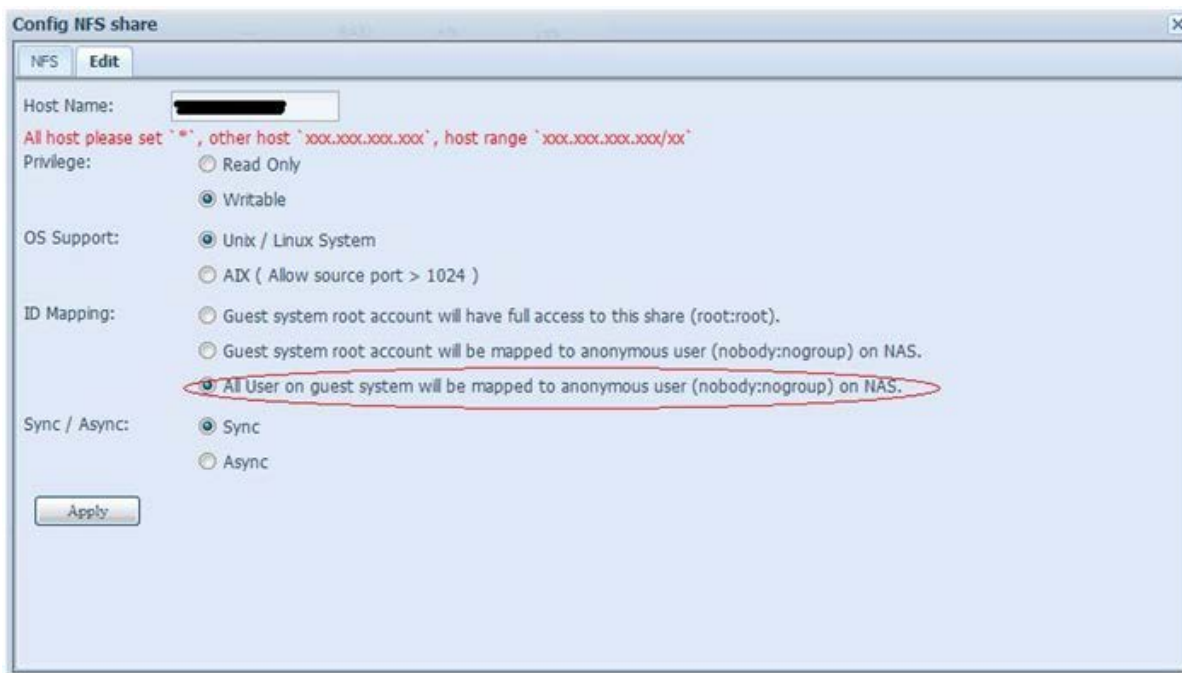 Config NFS share
NFS Edit
Host Name:
All host please set `*`, other host `xxx.xxx.xxx.xxx`, host range `xxx.xxx.xxx.xxx/xx`
Privilege: Read Only
Writable
OS Support: Unix / Linux System
AIX ( Allow source port > 1024 )
ID Mapping: Guest system root account will have full access to this share (root:root).
Guest system root account will be mapped to anonymous user (nobody:nogroup) on NAS.
All User on guest system will be mapped to anonymous user (nobody:nogroup) on NAS.
Sync / Async: Sync
Async
Apply